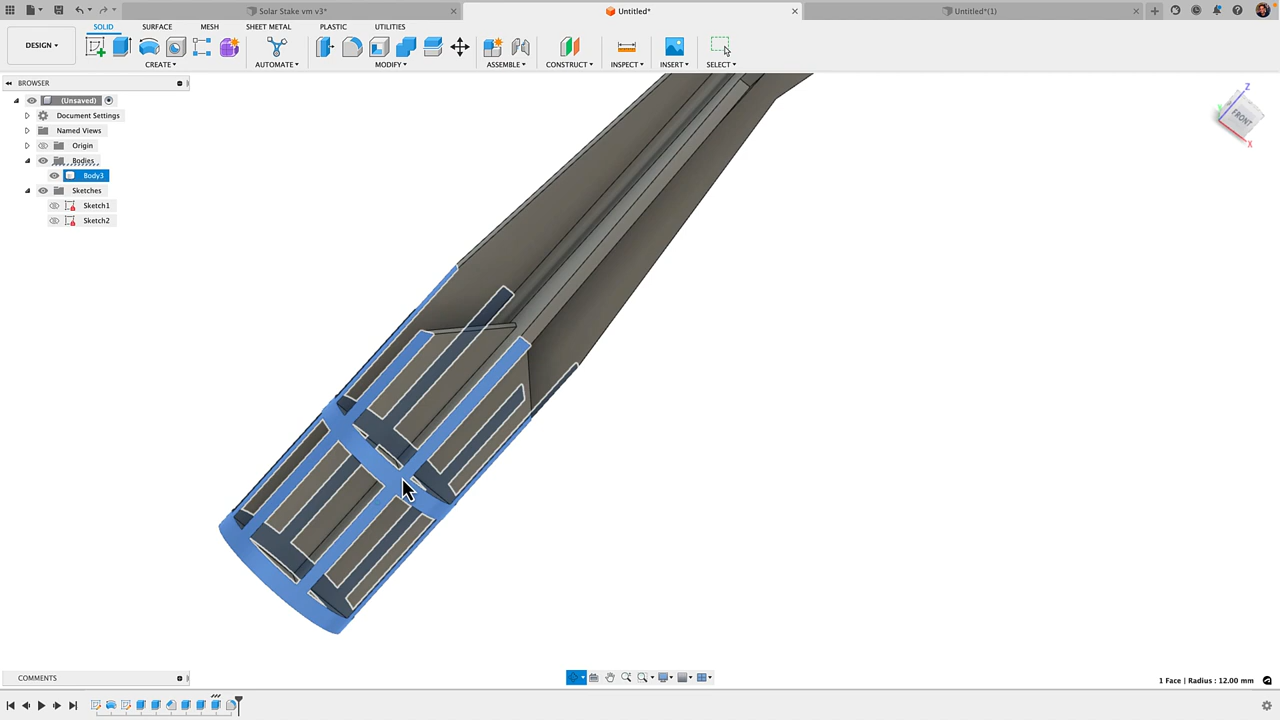 Solar Stake vm v3*
Untitled*
Untitled*(1)
SOLID
SURFACE
MESH
SHEET METAL
PLASTIC
UTILITIES
DESIGN
CREATE
AUTOMATE
MODIFY
ASSEMBLE
CONSTRUCT
INSPECT
INSERT
SELECT
BROWSER
(Unsaved)
Document Settings
Named Views
Origin
Bodies
Body3
Sketches
Sketch1
Sketch2
Z
FRONT
X
COMMENTS
1 Face | Radius : 12.00 mm